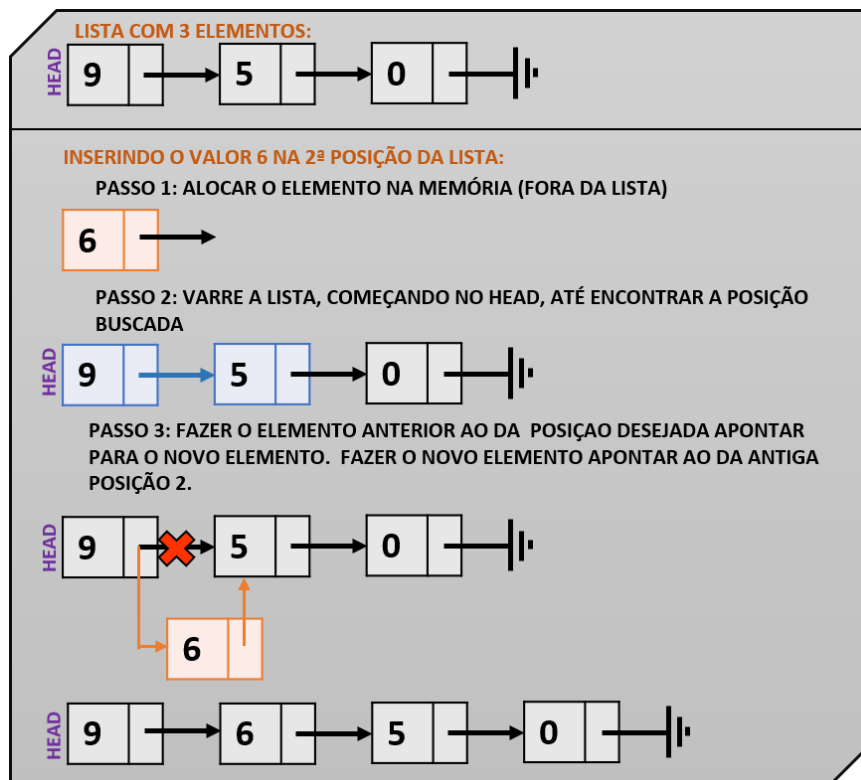 LISTA COM 3 ELEMENTOS:
HEAD
9 5 0
INSERINDO O VALOR 6 NA 2ª POSIÇÃO DA LISTA:
PASSO 1: ALOCAR O ELEMENTO NA MEMÓRIA (FORA DA LISTA)
6
PASSO 2: VARRE A LISTA, COMEÇANDO NO HEAD, ATÉ ENCONTRAR A POSIÇÃO
BUSCADA
HEAD
9 5 0
PASSO 3: FAZER O ELEMENTO ANTERIOR AO DA POSIÇAO DESEJADA APONTAR
PARA O NOVO ELEMENTO. FAZER O NOVO ELEMENTO APONTAR AO DA ANTIGA
POSIÇÃO 2.
HEAD
9 5 0
6
HEAD
9 6 5 0